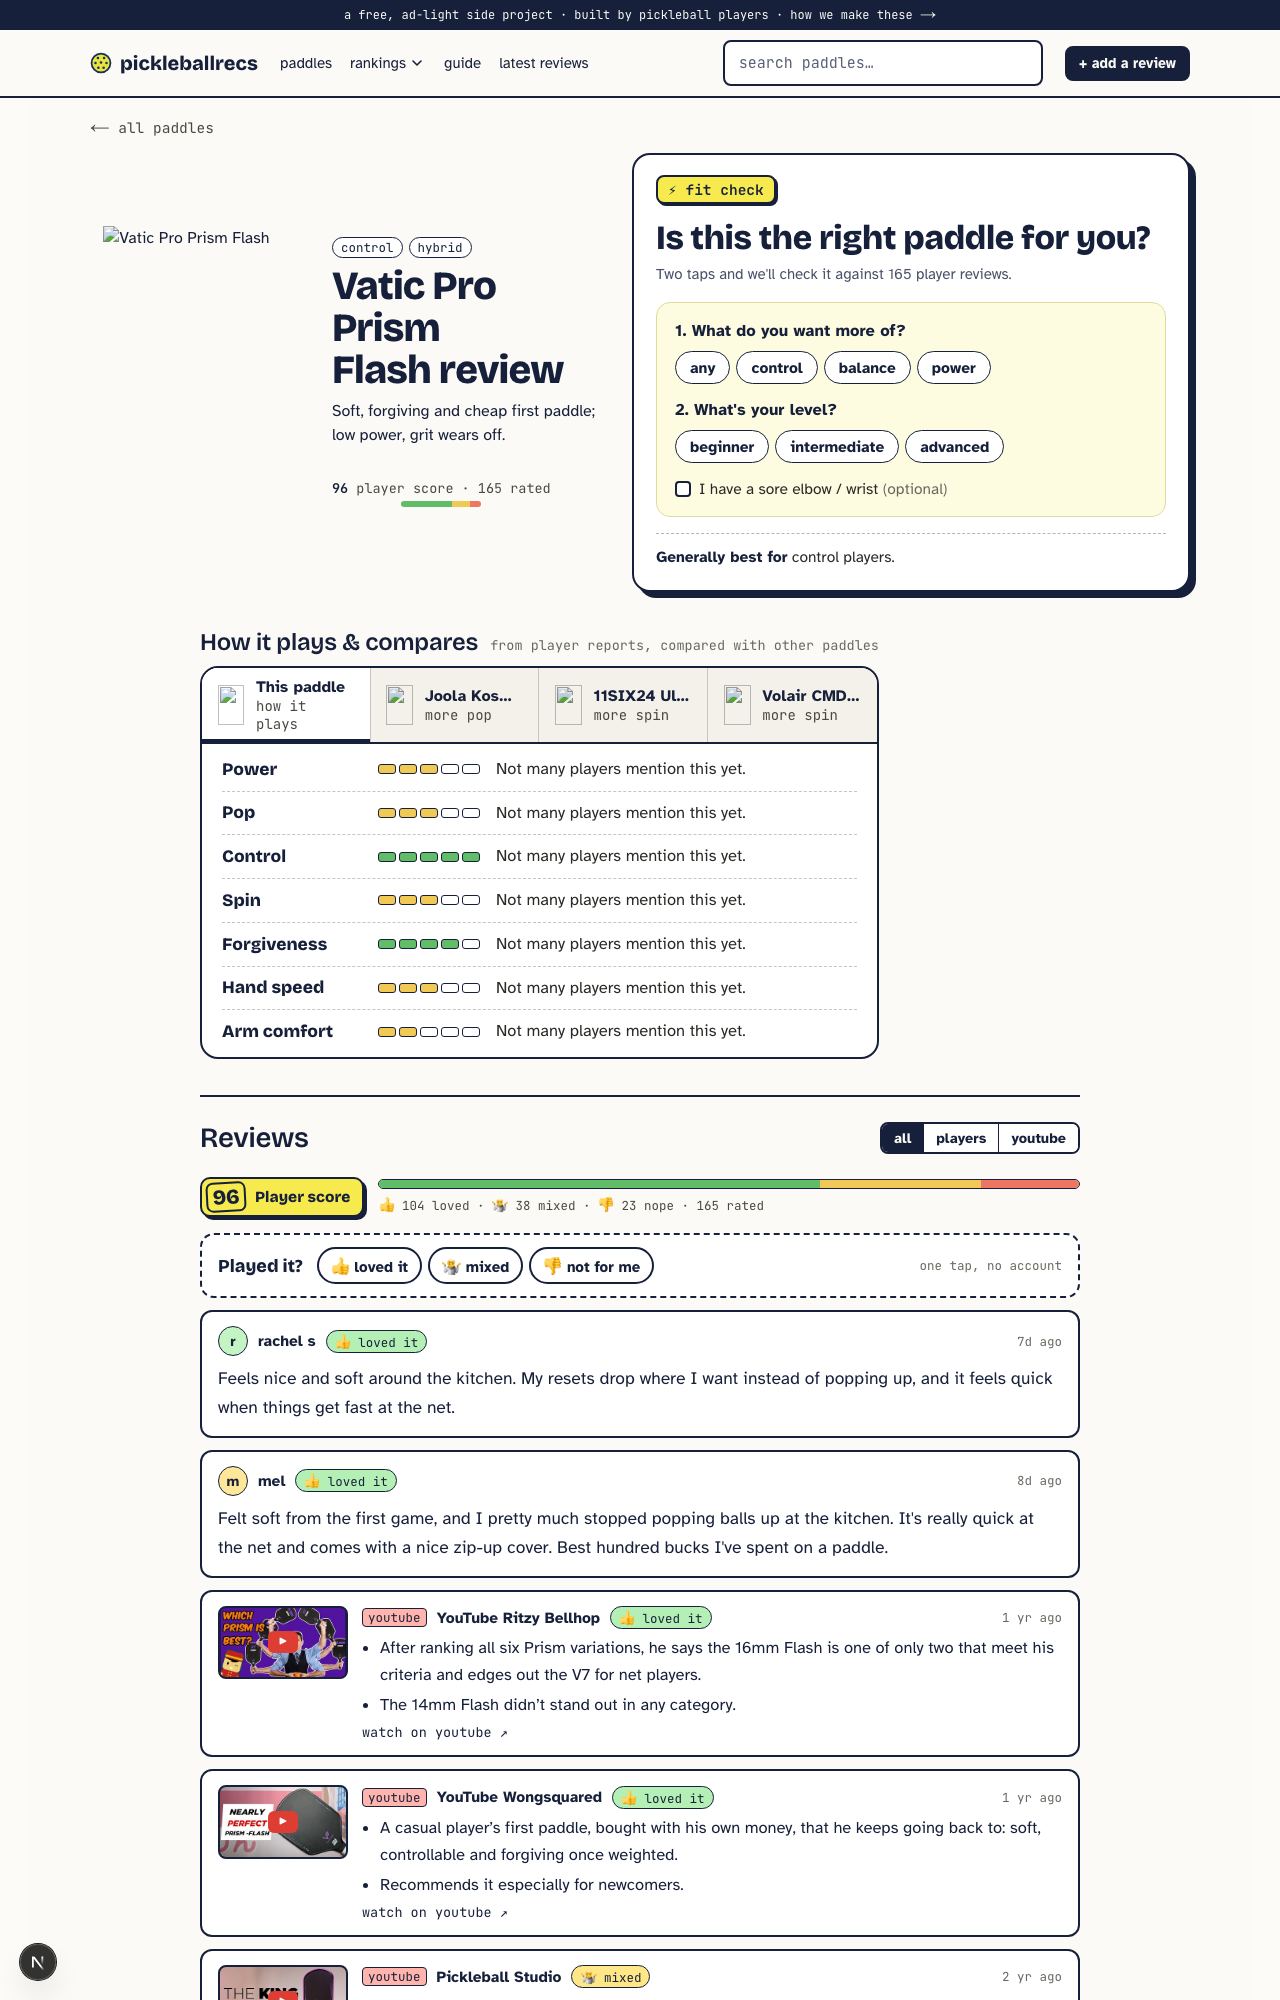 a free, ad-light side project · built by pickleball players · how we make these ⟶
pickleballrecs
paddles
rankings
guide
latest reviews
search paddles…
+ add a review
⟵ all paddles
Vatic Pro Prism Flash
control
hybrid
Vatic Pro
Prism
Flash review
Soft, forgiving and cheap first paddle;
low power, grit wears off.
96 player score · 165 rated
⚡ fit check
Is this the right paddle for you?
Two taps and we'll check it against 165 player reviews.
1. What do you want more of?
any
control
balance
power
2. What's your level?
beginner
intermediate
advanced
I have a sore elbow / wrist (optional)
Generally best for control players.
How it plays & compares
from player reports, compared with other paddles
This paddle
how it
plays
Joola Kos...
more pop
11SIX24 Ul...
more spin
Volair CMD...
more spin
Power
Not many players mention this yet.
Pop
Not many players mention this yet.
Control
Not many players mention this yet.
Spin
Not many players mention this yet.
Forgiveness
Not many players mention this yet.
Hand speed
Not many players mention this yet.
Arm comfort
Not many players mention this yet.
Reviews
all
players
youtube
96 Player score
👍 104 loved · 🤷 38 mixed · 👎 23 nope · 165 rated
Played it?
👍 loved it
🤷 mixed
👎 not for me
one tap, no account
r
rachel s
👍 loved it
7d ago
Feels nice and soft around the kitchen. My resets drop where I want instead of popping up, and it feels quick
when things get fast at the net.
m
mel
👍 loved it
8d ago
Felt soft from the first game, and I pretty much stopped popping balls up at the kitchen. It's really quick at
the net and comes with a nice zip-up cover. Best hundred bucks I've spent on a paddle.
WHICH
PRISM IS
BEST?
youtube
YouTube Ritzy Bellhop
👍 loved it
1 yr ago
• After ranking all six Prism variations, he says the 16mm Flash is one of only two that meet his
criteria and edges out the V7 for net players.
• The 14mm Flash didn’t stand out in any category.
watch on youtube ↗
NEARLY
PERFECT
PRISM -FLASH
youtube
YouTube Wongsquared
👍 loved it
1 yr ago
• A casual player’s first paddle, bought with his own money, that he keeps going back to: soft,
controllable and forgiving once weighted.
• Recommends it especially for newcomers.
watch on youtube ↗
N
THE KING
youtube
Pickleball Studio
🤷 mixed
2 yr ago